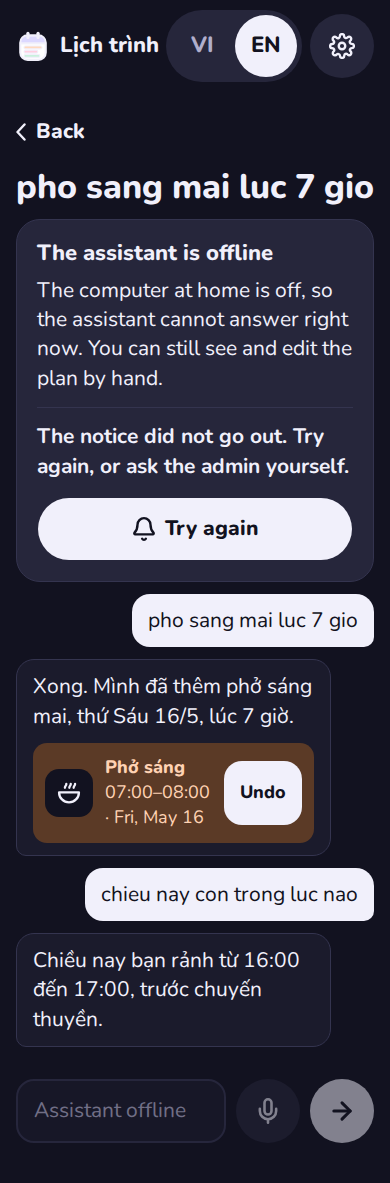 Lịch trình
VI
EN
Back
pho sang mai luc 7 gio
The assistant is offline
The computer at home is off, so
the assistant cannot answer right
now. You can still see and edit the
plan by hand.
The notice did not go out. Try
again, or ask the admin yourself.
Try again
pho sang mai luc 7 gio
Xong. Mình đã thêm phở sáng
mai, thứ Sáu 16/5, lúc 7 giờ.
Phở sáng
07:00–08:00
· Fri, May 16
Undo
chieu nay con trong luc nao
Chiều nay bạn rảnh từ 16:00
đến 17:00, trước chuyến
thuyền.
Assistant offline